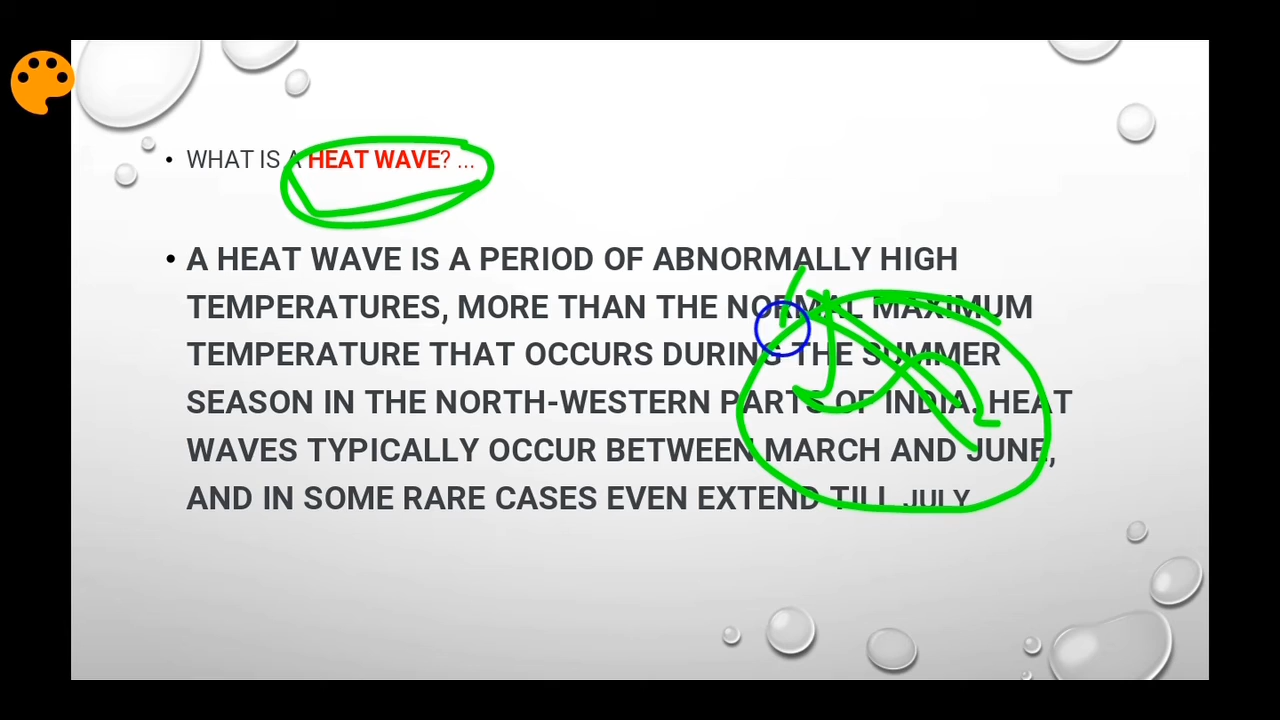 • WHAT IS A HEAT WAVE? ...
• A HEAT WAVE IS A PERIOD OF ABNORMALLY HIGH
TEMPERATURES, MORE THAN THE NORMAL MAXIMUM
TEMPERATURE THAT OCCURS DURING THE SUMMER
SEASON IN THE NORTH-WESTERN PARTS OF INDIA. HEAT
WAVES TYPICALLY OCCUR BETWEEN MARCH AND JUNE,
AND IN SOME RARE CASES EVEN EXTEND TILL JULY